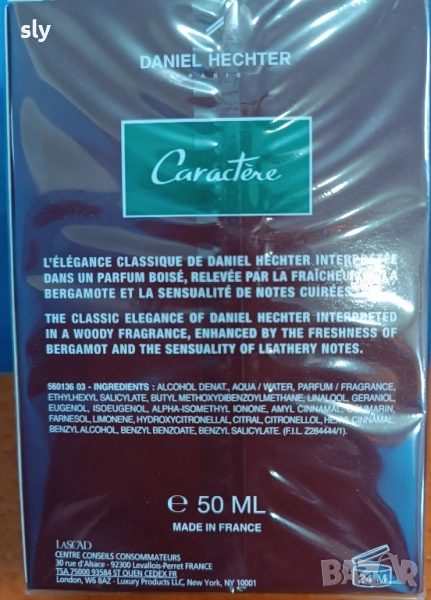 sly
DANIEL HECHTER
PARIS
Caractère
L'ÉLÉGANCE CLASSIQUE DE DANIEL HECHTER INTERPRÉTÉE
DANS UN PARFUM BOISÉ, RELEVÉE PAR LA FRAÎCHEUR LA
BERGAMOTE ET LA SENSUALITÉ DE NOTES CUIRÉES
THE CLASSIC ELEGANCE OF DANIEL HECHTER INTERPRETED
IN A WOODY FRAGRANCE, ENHANCED BY THE FRESHNESS OF
BERGAMOT AND THE SENSUALITY OF LEATHERY NOTES.
560136 03 - INGREDIENTS : ALCOHOL DENAT., AQUA / WATER, PARFUM / FRAGRANCE,
ETHYLHEXYL SALICYLATE, BUTYL METHOXYDIBENZOYLMETHANE, LINALOOL, GERANIOL,
EUGENOL, ISOEUGENOL, ALPHA-ISOMETHYL IONONE, AMYL CINNAMAL, COUMARIN,
FARNESOL, LIMONENE, HYDROXYCITRONELLAL, CITRAL, CITRONELLOL, HEXYL CINNAMAL,
BENZYL ALCOHOL, BENZYL BENZOATE, BENZYL SALICYLATE. (F.I.L. Z284444/1).
℮ 50 ML
MADE IN FRANCE
LASCAD
CENTRE CONSEILS CONSOMMATEURS
30 rue d'Alsace - 92300 Levallois-Perret FRANCE
TSA 75000 93584 ST OUEN CEDEX FR
London, W6 8AZ - Luxury Products LLC, New York, NY 10001
24 M
BAZAR